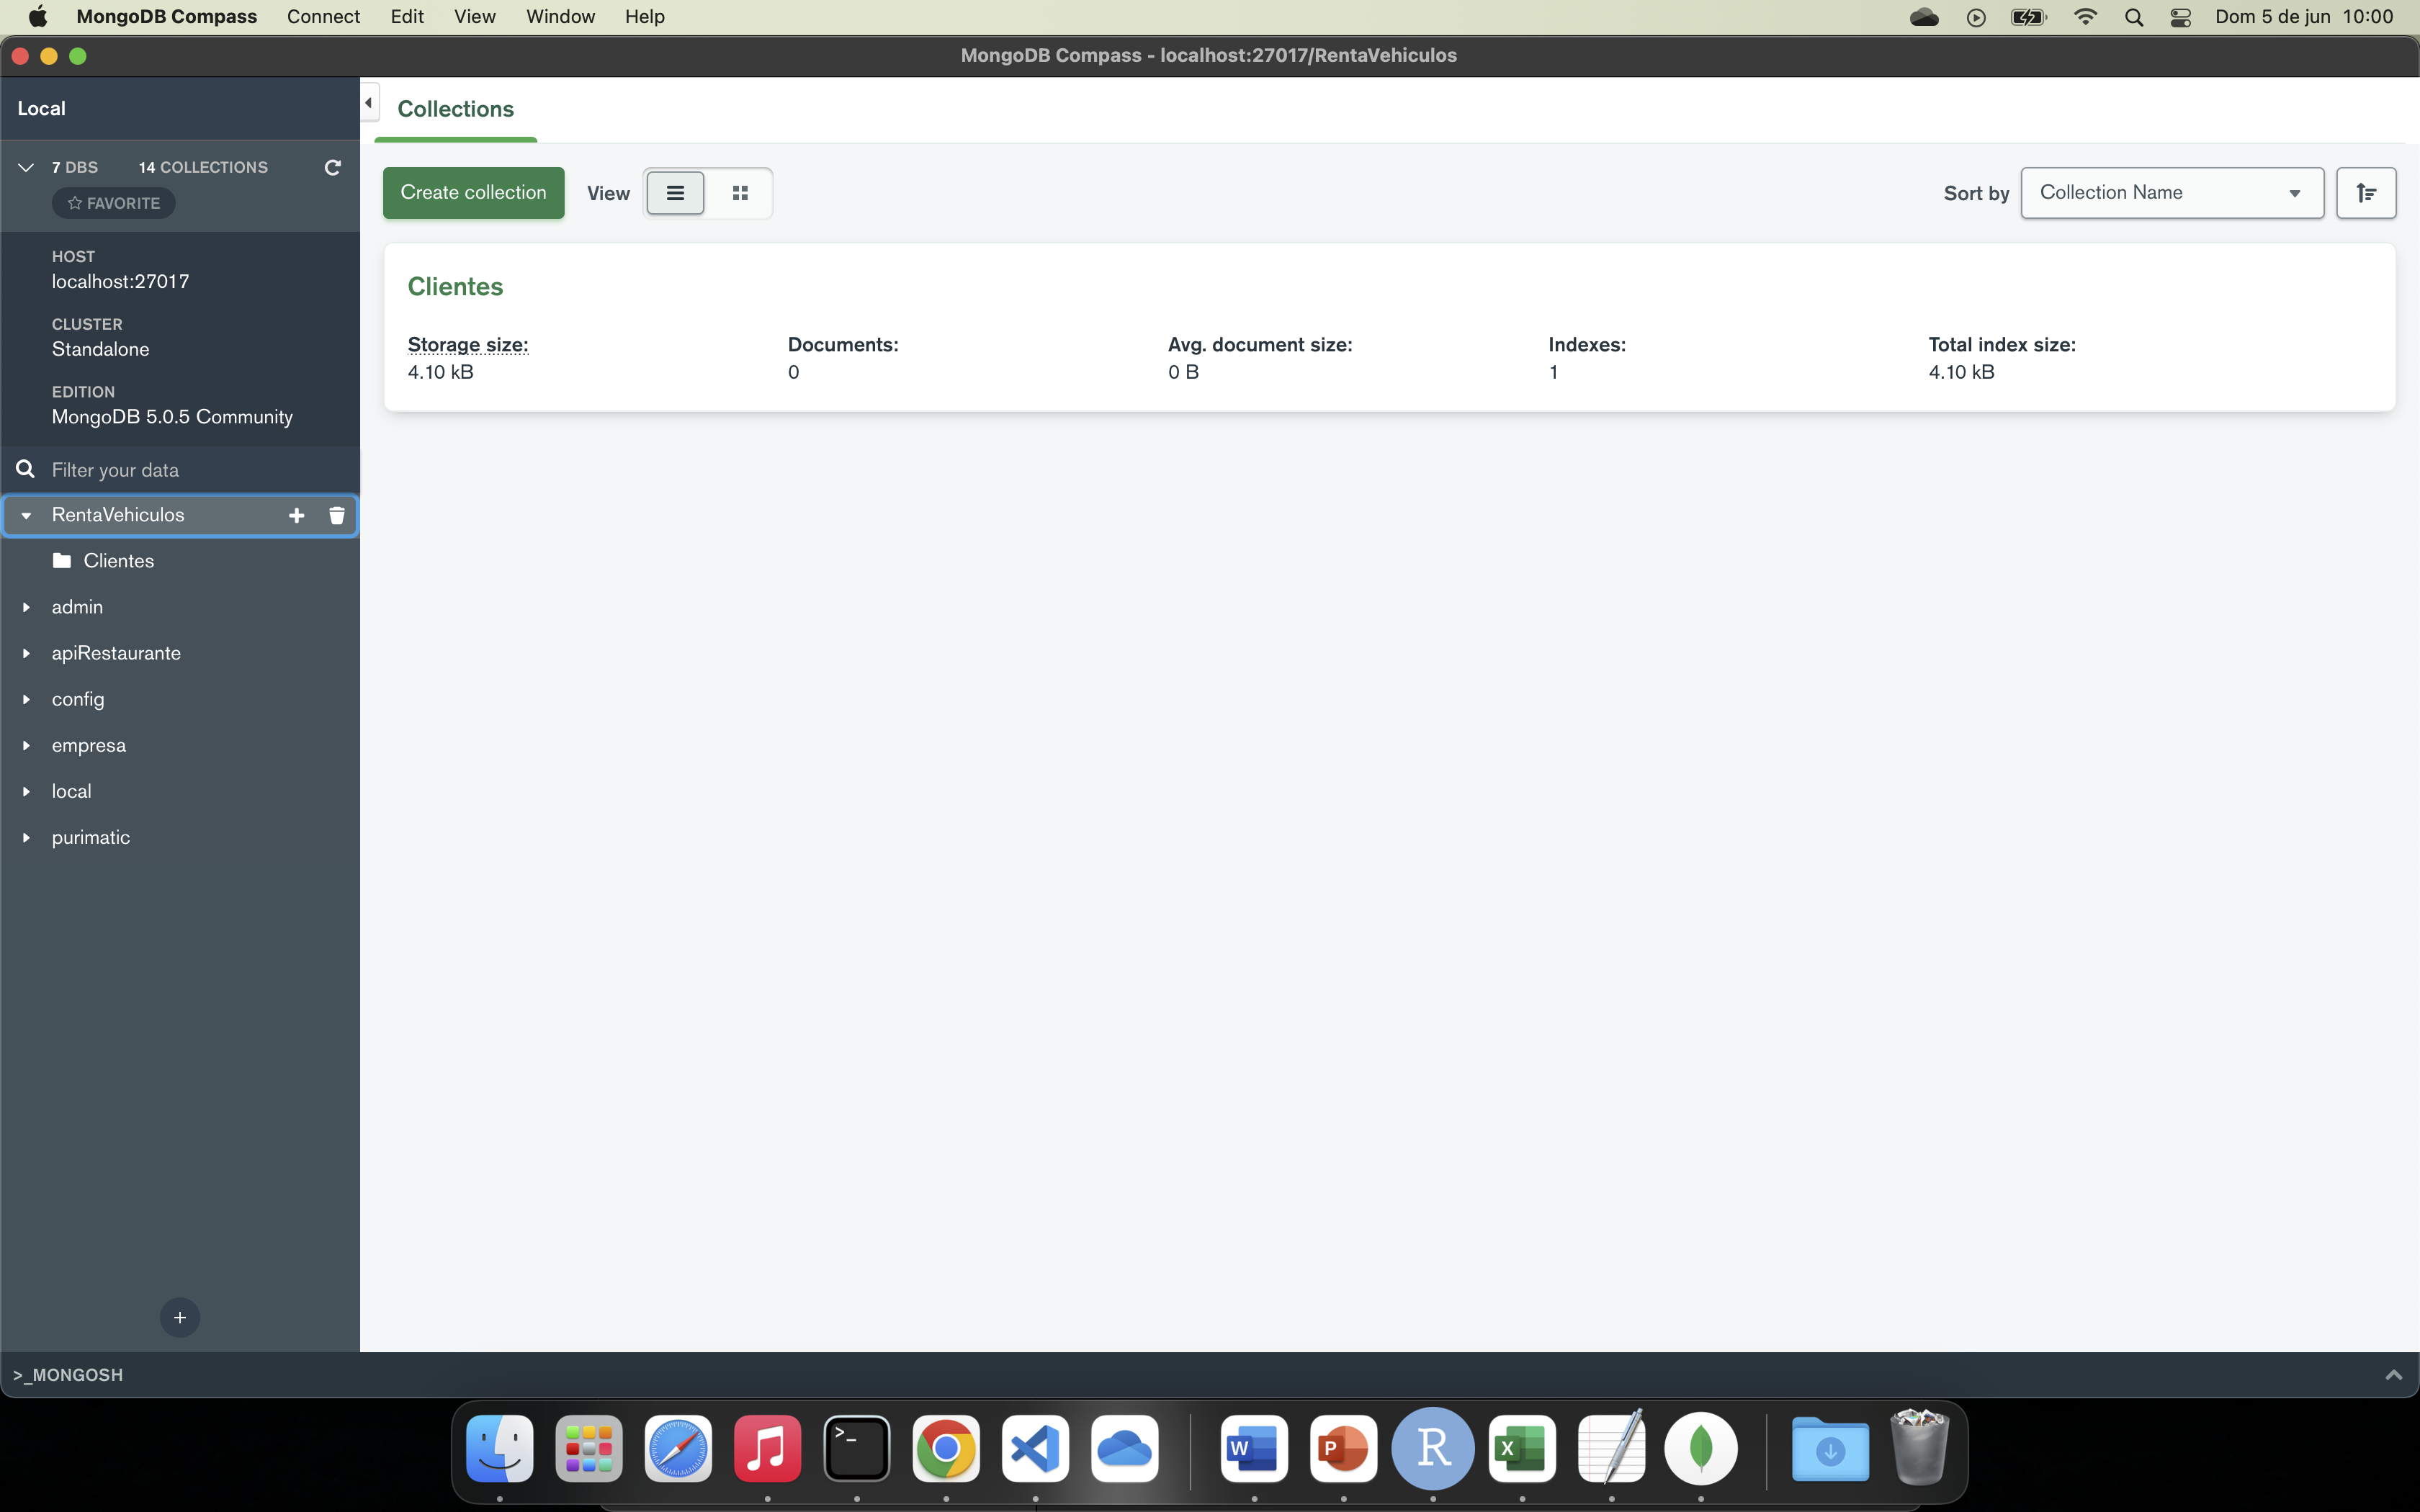 MongoDB Compass Connect Edit View Window Help Dom 5 de jun 10:00
MongoDB Compass - localhost:27017/RentaVehiculos
Local
Collections
7 DBS 14 COLLECTIONS
FAVORITE
Create collection View Sort by Collection Name
HOST
localhost:27017
CLUSTER
Standalone
EDITION
MongoDB 5.0.5 Community
Clientes
Storage size: Documents: Avg. document size: Indexes: Total index size:
4.10 kB 0 0 B 1 4.10 kB
Filter your data
RentaVehiculos
Clientes
admin
apiRestaurante
config
empresa
local
purimatic
>_MONGOSH
>_ W P R X